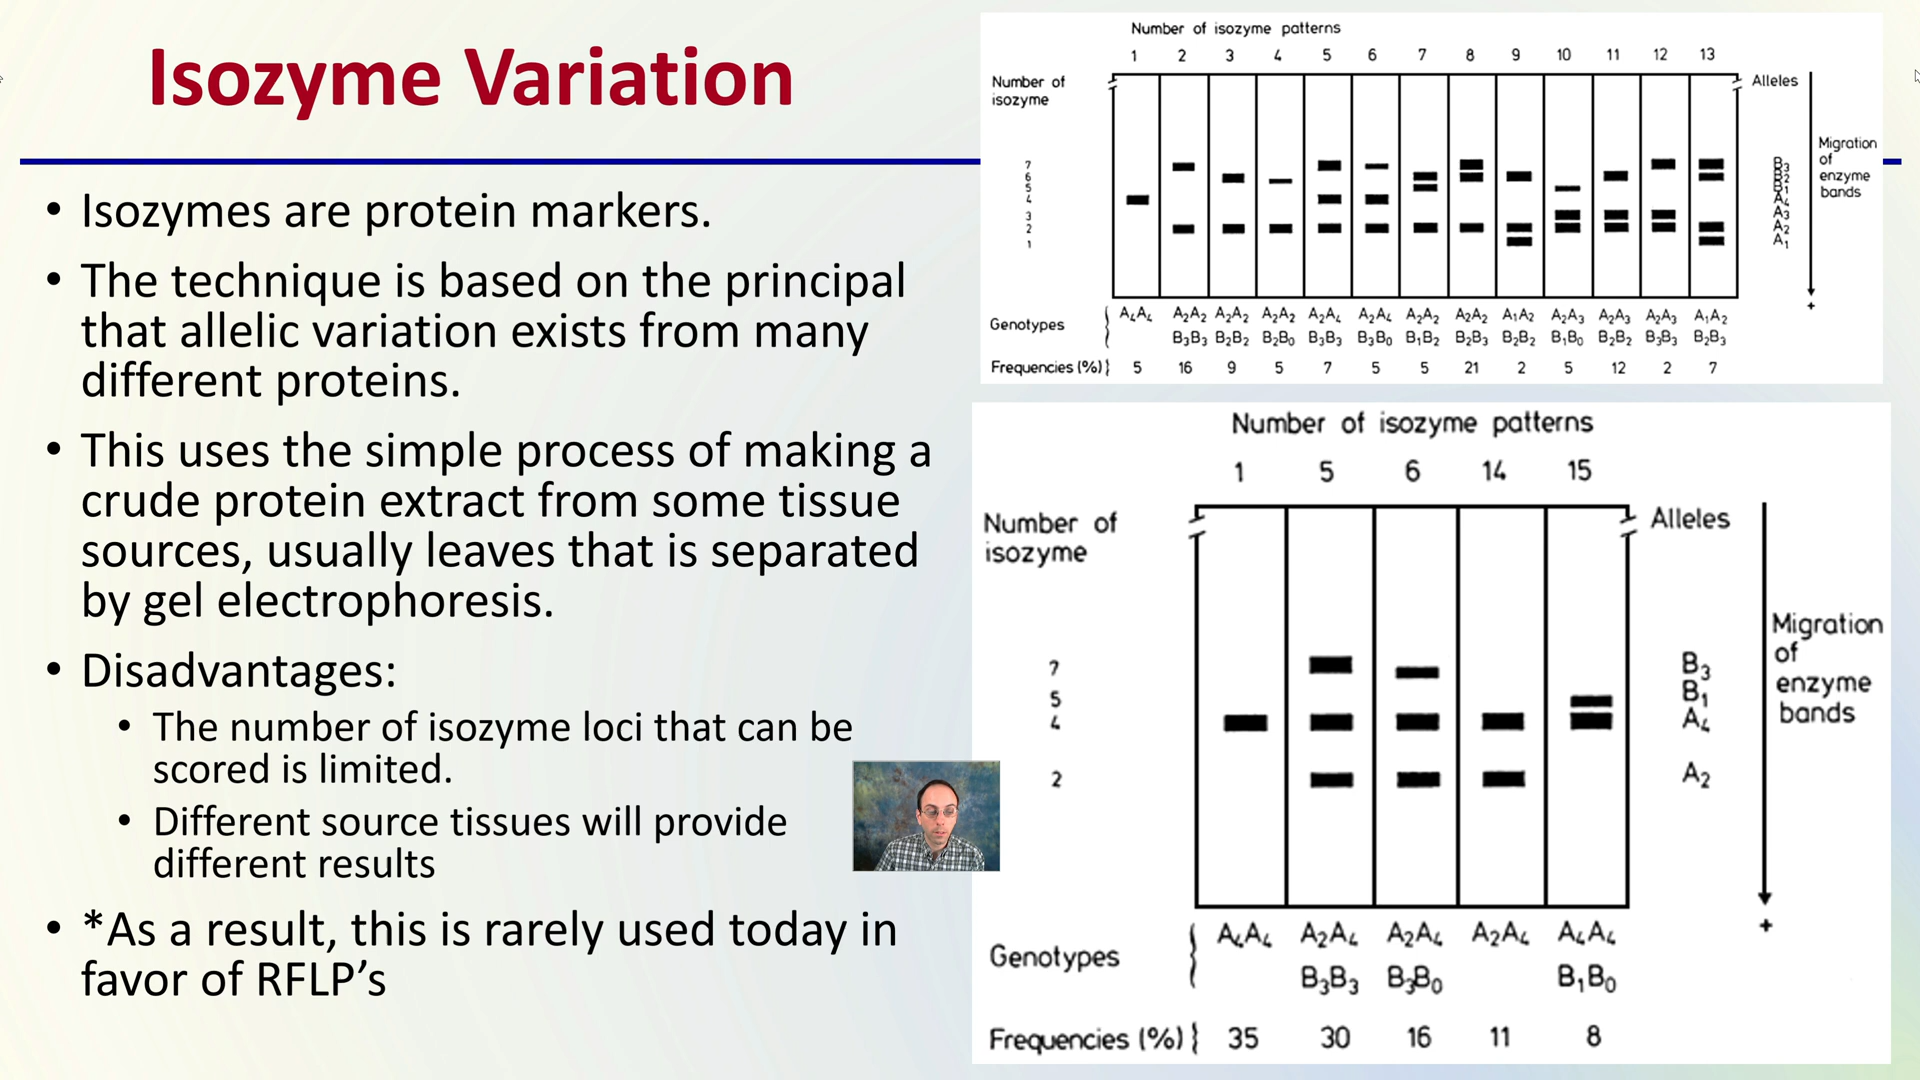 Isozyme Variation
• Isozymes are protein markers.
• The technique is based on the principal
that allelic variation exists from many
different proteins.
• This uses the simple process of making a
crude protein extract from some tissue
sources, usually leaves that is separated
by gel electrophoresis.
• Disadvantages:
• The number of isozyme loci that can be
scored is limited.
• Different source tissues will provide
different results
• *As a result, this is rarely used today in
favor of RFLP’s
Number of isozyme patterns
1 2 3 4 5 6 7 8 9 10 11 12 13
Number of
isozyme
Alleles
Migration
of
enzyme
bands
7
6
5
4
3
2
1
B₃
B₂
B₁
A₄
A₃
A₂
A₁
+
Genotypes
A₄A₄ A₂A₂ A₂A₂ A₂A₂ A₂A₄ A₂A₄ A₂A₂ A₂A₂ A₁A₂ A₂A₃ A₂A₃ A₂A₃ A₁A₂
B₃B₃ B₂B₂ B₂B₀ B₃B₃ B₃B₀ B₁B₂ B₂B₃ B₂B₂ B₁B₀ B₂B₂ B₃B₃ B₂B₃
Frequencies (%)} 5 16 9 5 7 5 5 21 2 5 12 2 7
Number of isozyme patterns
1 5 6 14 15
Number of
isozyme
Alleles
Migration
of
enzyme
bands
7
5
4
2
B₃
B₁
A₄
A₂
+
Genotypes
A₄A₄ A₂A₄ A₂A₄ A₂A₄ A₄A₄
B₃B₃ B₃B₀ B₁B₀
Frequencies (%) } 35 30 16 11 8